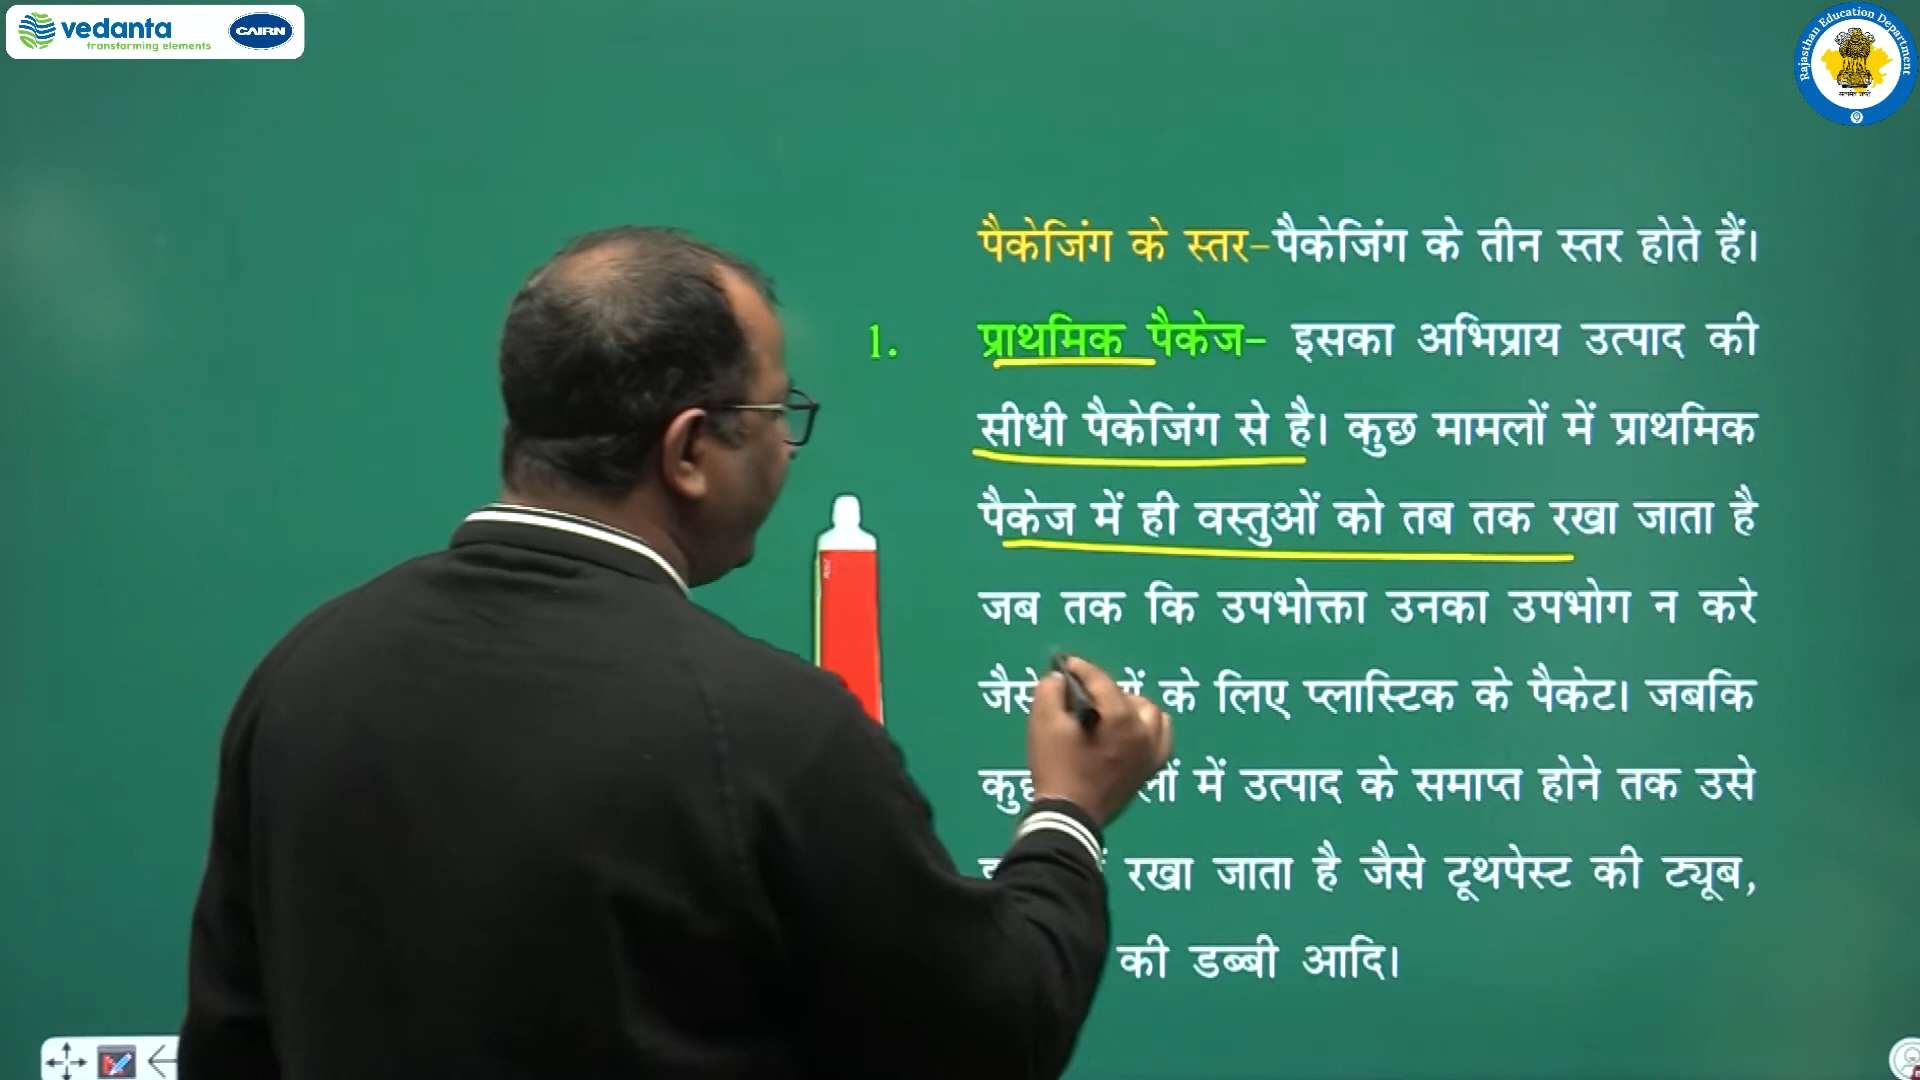 vedanta
transforming elements
CAIRN
Rajasthan Education Department
पैकेजिंग के स्तर–पैकेजिंग के तीन स्तर होते हैं।
1. प्राथमिक पैकेज– इसका अभिप्राय उत्पाद की
सीधी पैकेजिंग से है। कुछ मामलों में प्राथमिक
पैकेज में ही वस्तुओं को तब तक रखा जाता है
जब तक कि उपभोक्ता उनका उपभोग न करे
जैसे के लिए प्लास्टिक के पैकेट। जबकि
में उत्पाद के समाप्त होने तक उसे
रखा जाता है जैसे टूथपेस्ट की ट्यूब,
की डब्बी आदि।